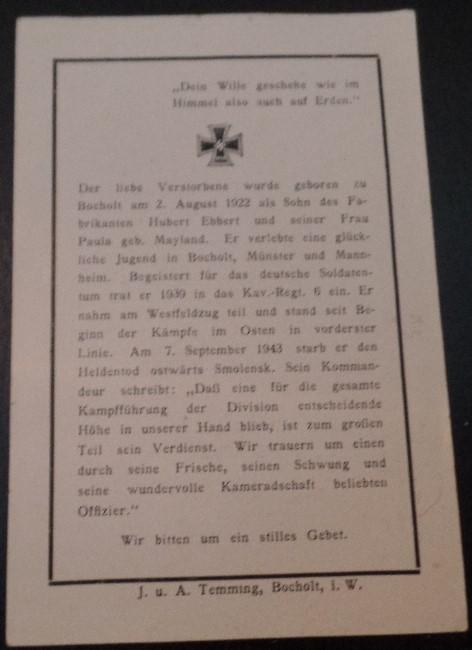 „Dein Wille geschehe wie im
Himmel also auch auf Erden.“
Der liebe Verstorbene wurde geboren zu
Bocholt am 2. August 1922 als Sohn des Fa-
brikanten Hubert Ebbert und seiner Frau
Paula geb. Mayland. Er verlebte eine glück-
liche Jugend in Bocholt, Münster und Mann-
heim. Begeistert für das deutsche Soldaten-
tum trat er 1939 in das Kav.-Regt. 6 ein. Er
nahm am Westfeldzug teil und stand seit Be-
ginn der Kämpfe im Osten in vorderster
Linie. Am 7. September 1943 starb er den
Heldentod ostwärts Smolensk. Sein Komman-
deur schreibt: „Daß eine für die gesamte
Kampfführung der Division entscheidende
Höhe in unserer Hand blieb, ist zum großen
Teil sein Verdienst. Wir trauern um einen
durch seine Frische, seinen Schwung und
seine wundervolle Kameradschaft beliebten
Offizier.“
Wir bitten um ein stilles Gebet.
J. u. A. Temming, Bocholt, i. W.